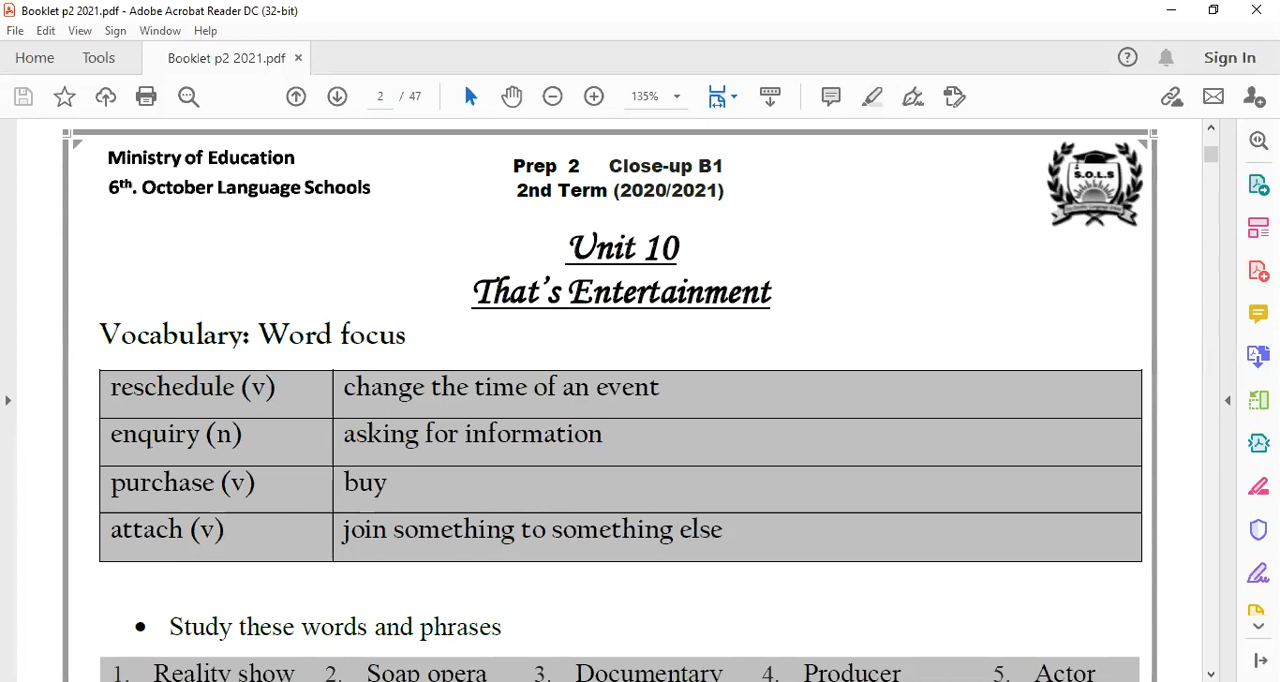 Booklet p2 2021.pdf - Adobe Acrobat Reader DC (32-bit)
File Edit View Sign Window Help
Home Tools Booklet p2 2021.pdf × Sign In
2 / 47 135%
Ministry of Education
6th. October Language Schools
Prep 2 Close-up B1
2nd Term (2020/2021)
S.O.L.S
Unit 10
That's Entertainment
Vocabulary: Word focus
reschedule (v) change the time of an event
enquiry (n) asking for information
purchase (v) buy
attach (v) join something to something else
• Study these words and phrases
1. Reality show 2. Soap opera 3. Documentary 4. Producer 5. Actor